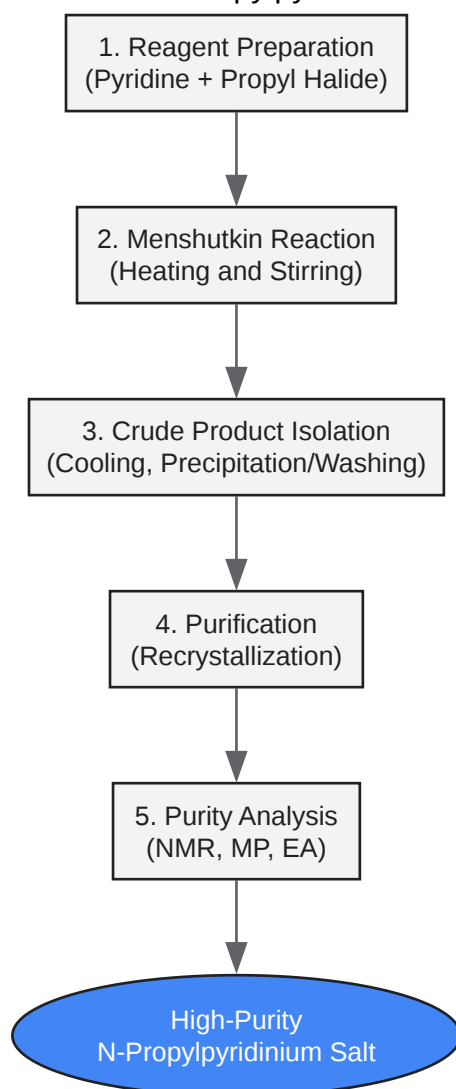 1. Reagent Preparation
(Pyridine + Propyl Halide)
2. Menshutkin Reaction
(Heating and Stirring)
3. Crude Product Isolation
(Cooling, Precipitation/Washing)
4. Purification
(Recrystallization)
5. Purity Analysis
(NMR, MP, EA)
High-Purity
N-Propylpyridinium Salt